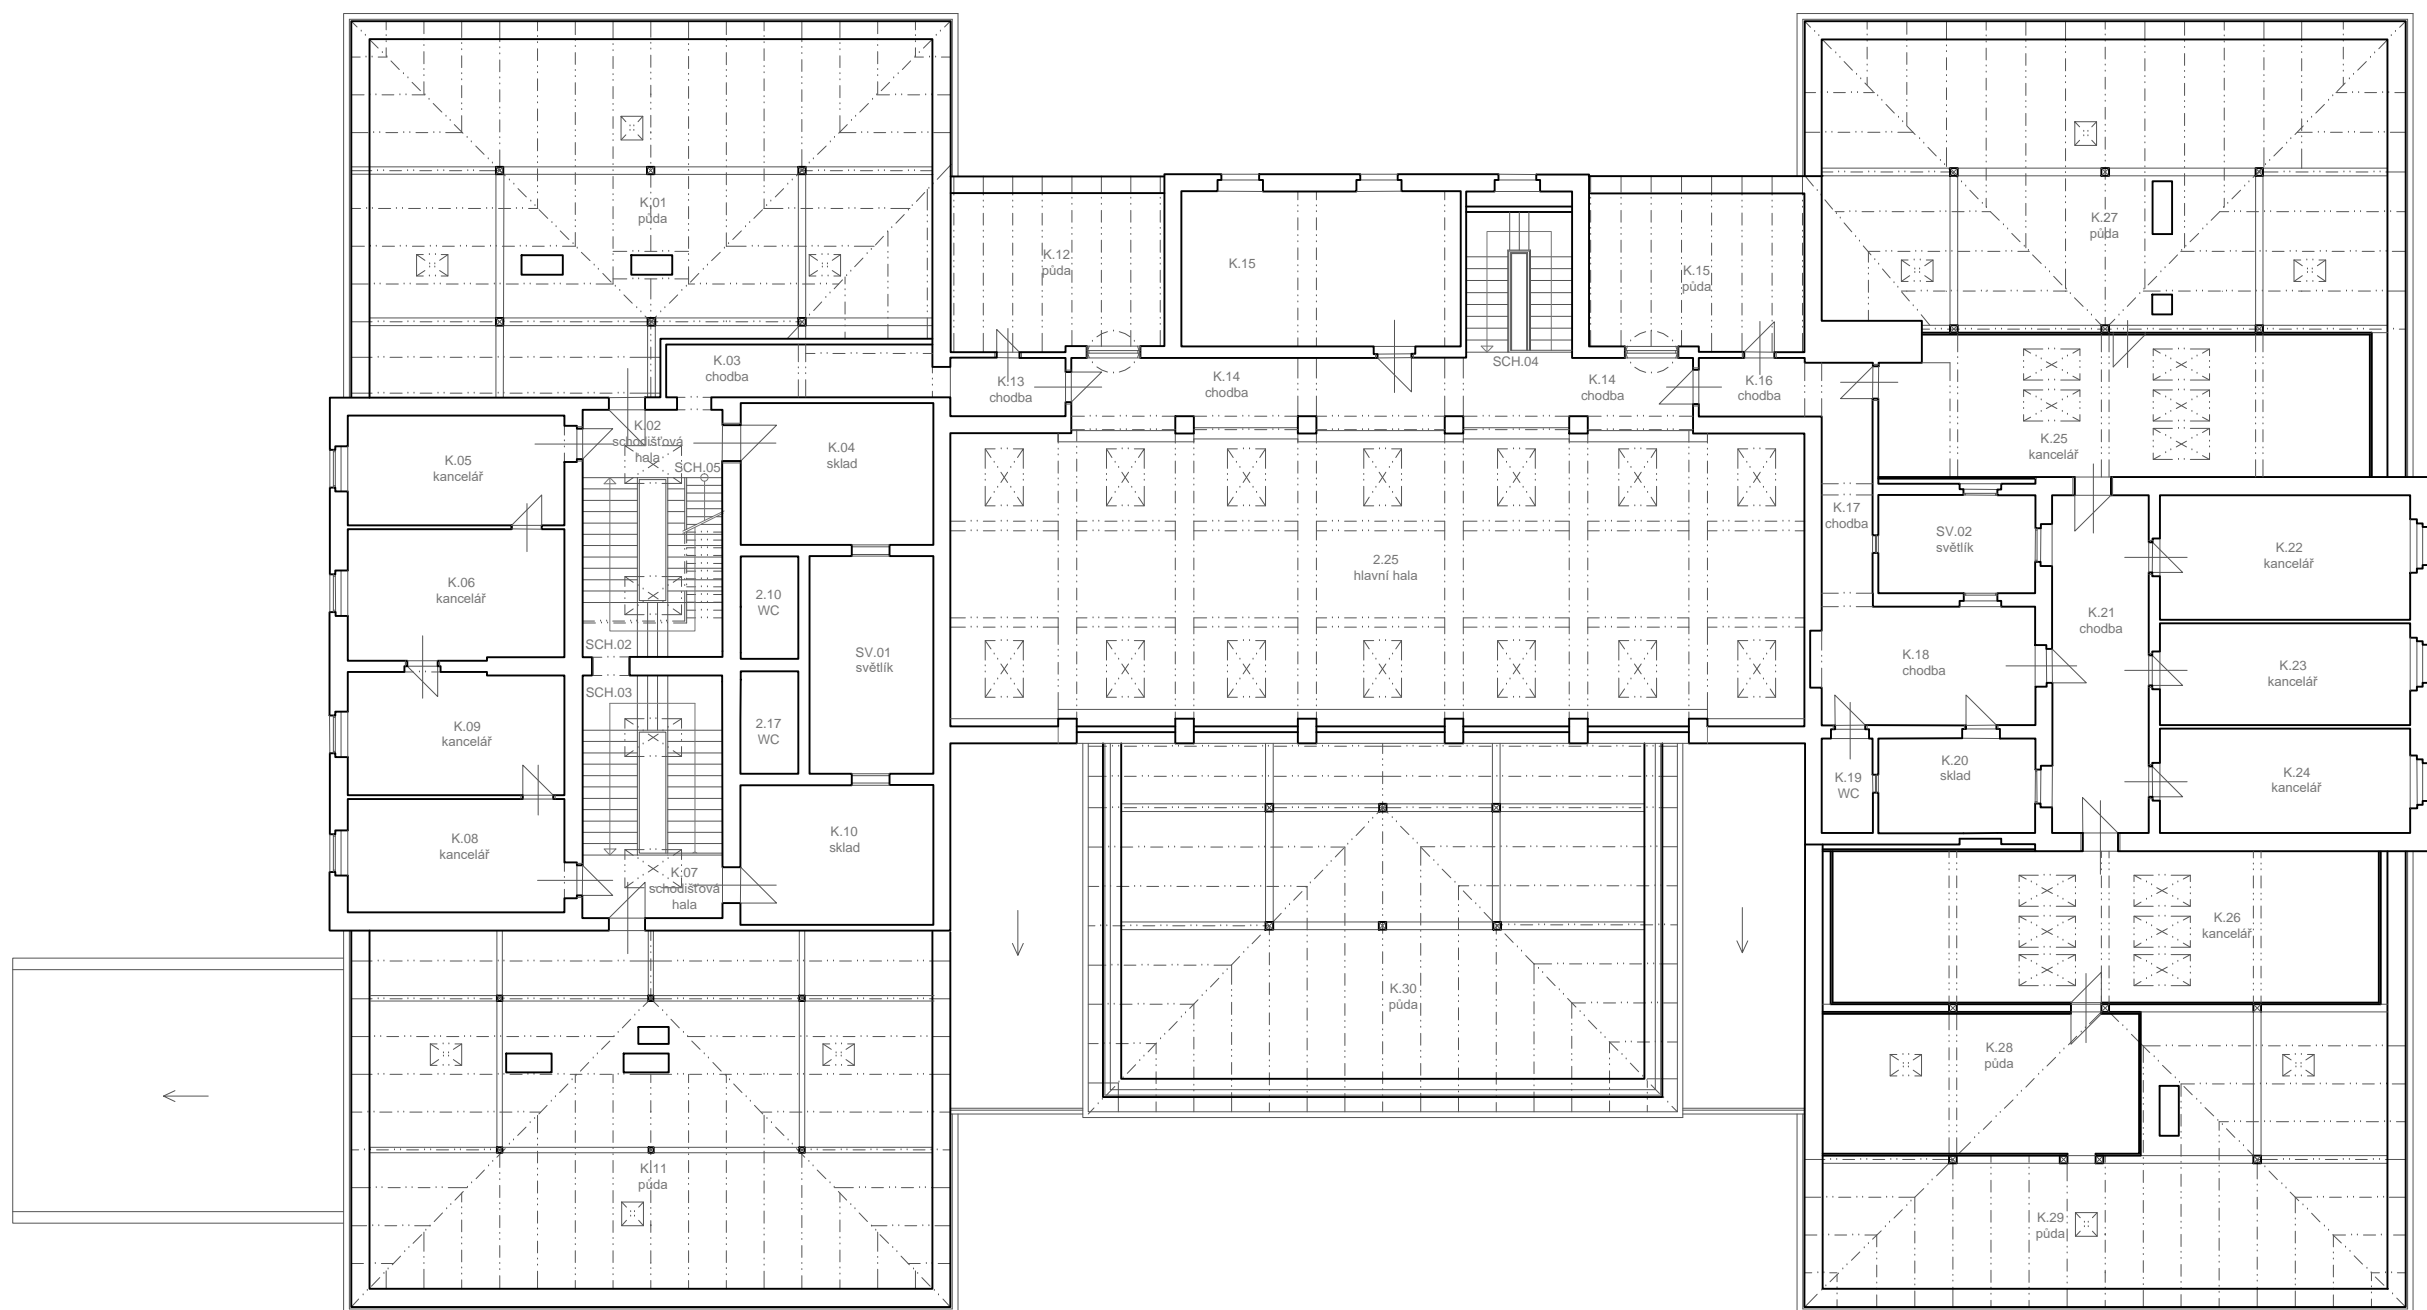 K.01
půda
K.27
půda
K.12
půda
K.15
K.15
půda
K.03
chodba
SCH.04
K.13
chodba
K.14
chodba
K.14
chodba
K.16
chodba
K.02
schodišťová
hala
K.04
sklad
K.05
kancelář
SCH.05
K.25
kancelář
K.17
chodba
SV.02
světlík
K.22
kancelář
2.25
hlavní hala
K.06
kancelář
2.10
WC
K.21
chodba
SCH.02
SV.01
světlík
K.18
chodba
K.23
kancelář
SCH.03
K.09
kancelář
2.17
WC
K.19
WC
K.20
sklad
K.24
kancelář
K.08
kancelář
K.10
sklad
K.07
schodišťová
hala
K.26
kancelář
K.30
půda
K.28
půda
K.11
půda
K.29
půda